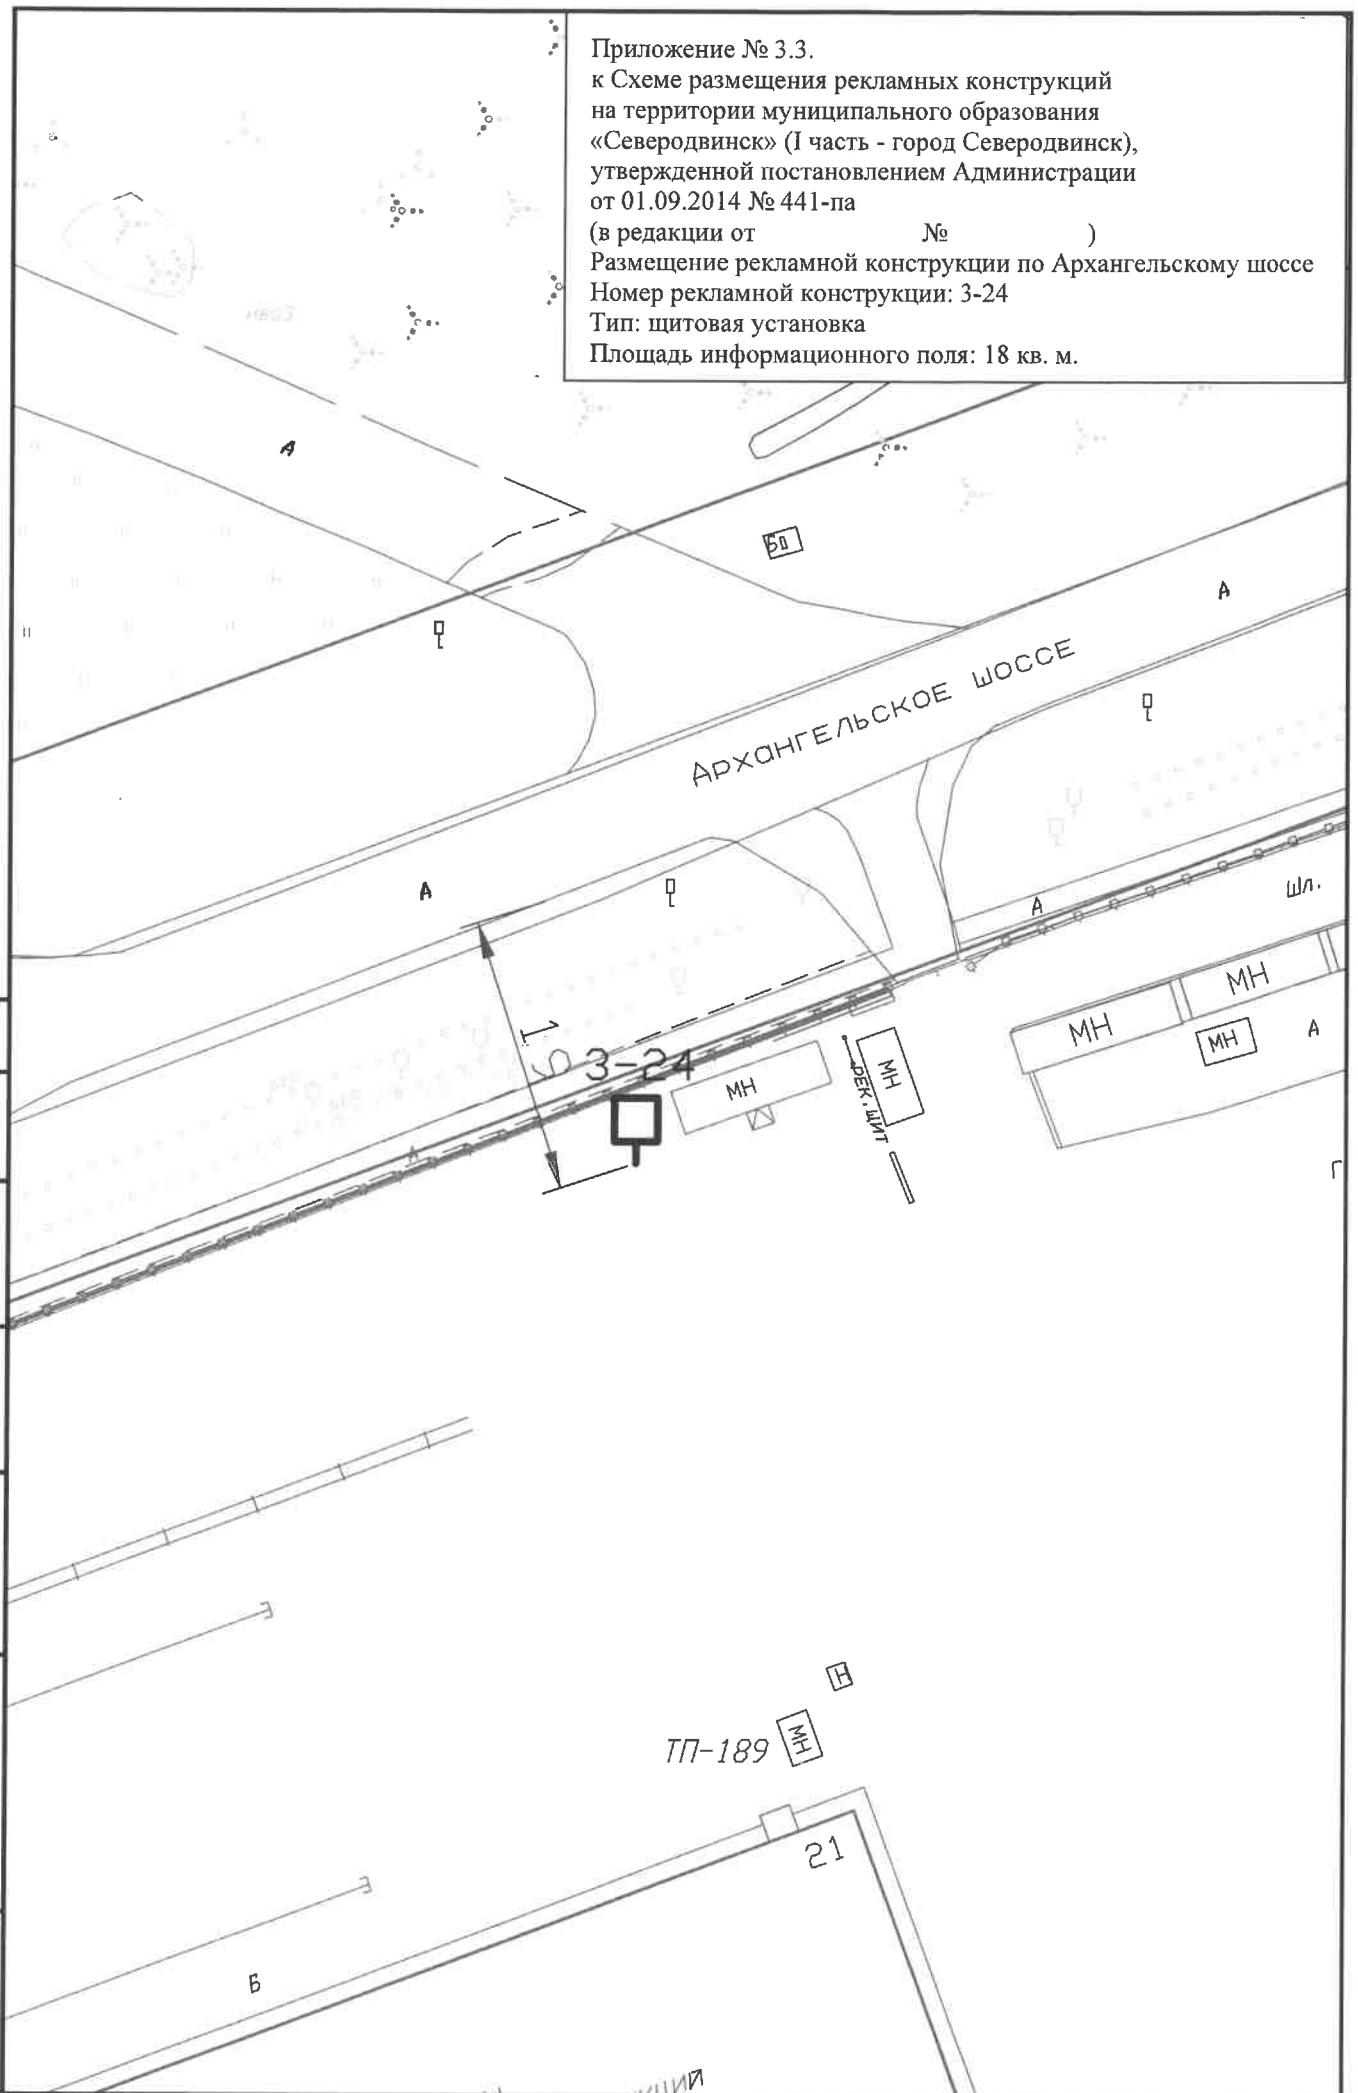 Приложение № 3.3.
к Схеме размещения рекламных конструкций
на территории муниципального образования
«Северодвинск» (I часть - город Северодвинск),
утвержденной постановлением Администрации
от 01.09.2014 № 441-па
(в редакции от № )
Размещение рекламной конструкции по Архангельскому шоссе
Номер рекламной конструкции: 3-24
Тип: щитовая установка
Площадь информационного поля: 18 кв. м.
А
бп
А
Архангельское шоссе
А
А
Шл.
МН
МН
МН
А
3-24
МН
МН
рек.щит
А
Г
Н
ТП-189
МН
21
Б